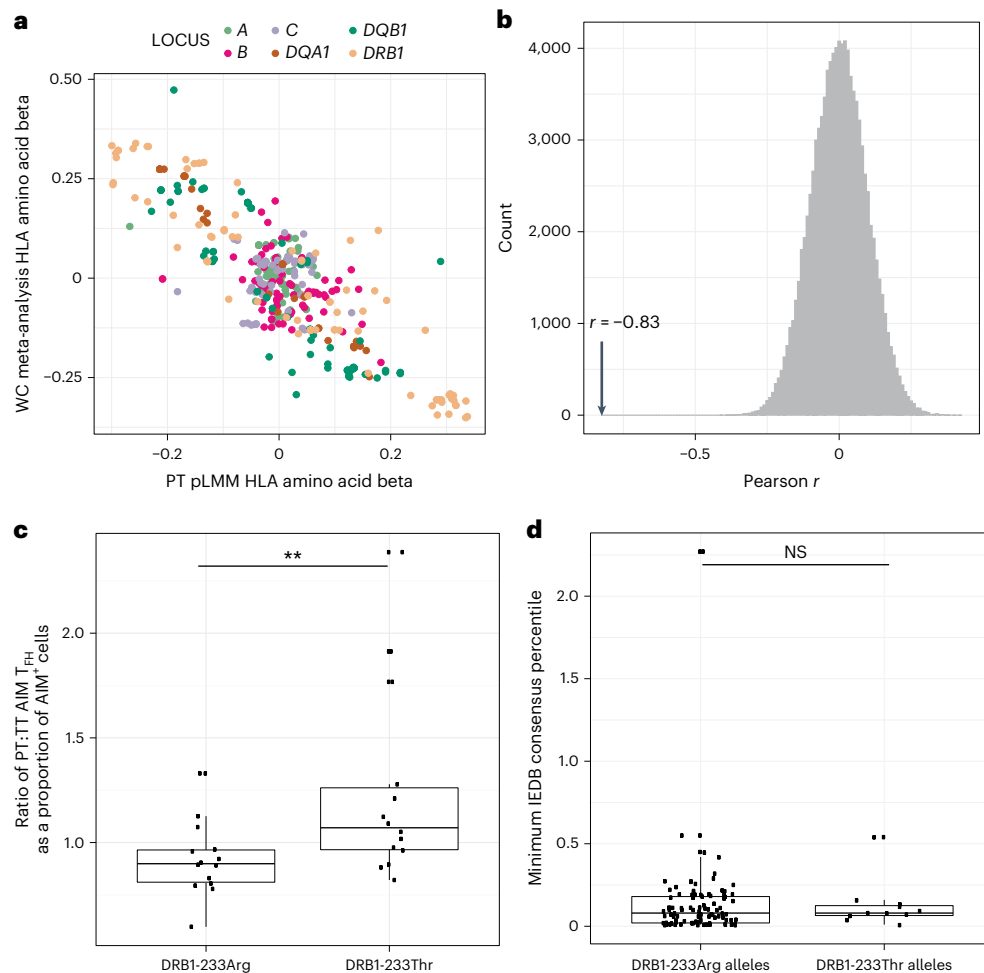 a
LOCUS
A
C
DQB1
B
DQA1
DRB1
WC meta-analysis HLA amino acid beta
0.50
0.25
0
−0.25
−0.2
0
0.2
PT pLMM HLA amino acid beta
b
Count
4,000
3,000
2,000
1,000
0
r = −0.83
−0.5
0
Pearson r
c
Ratio of PT:TT AIM TFH
as a proportion of AIM+ cells
2.0
1.5
1.0
**
DRB1-233Arg
DRB1-233Thr
d
Minimum IEDB consensus percentile
2.0
1.5
1.0
0.5
0
NS
DRB1-233Arg alleles
DRB1-233Thr alleles